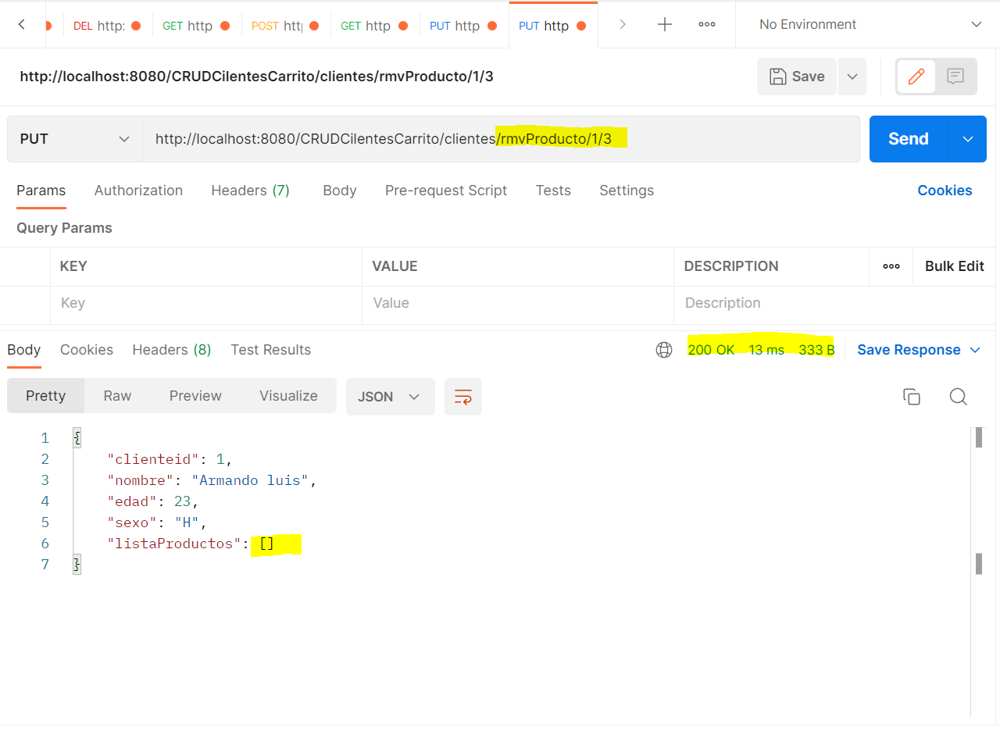 DEL http: GET http POST http GET http PUT http PUT http No Environment
http://localhost:8080/CRUDCilentesCarrito/clientes/rmvProducto/1/3 Save
PUT http://localhost:8080/CRUDCilentesCarrito/clientes/rmvProducto/1/3 Send
Params Authorization Headers (7) Body Pre-request Script Tests Settings Cookies
Query Params
KEY VALUE DESCRIPTION Bulk Edit
Key Value Description
Body Cookies Headers (8) Test Results 200 OK 13 ms 333 B Save Response
Pretty Raw Preview Visualize JSON
1 {
2 "clienteid": 1,
3 "nombre": "Armando luis",
4 "edad": 23,
5 "sexo": "H",
6 "listaProductos": []
7 }